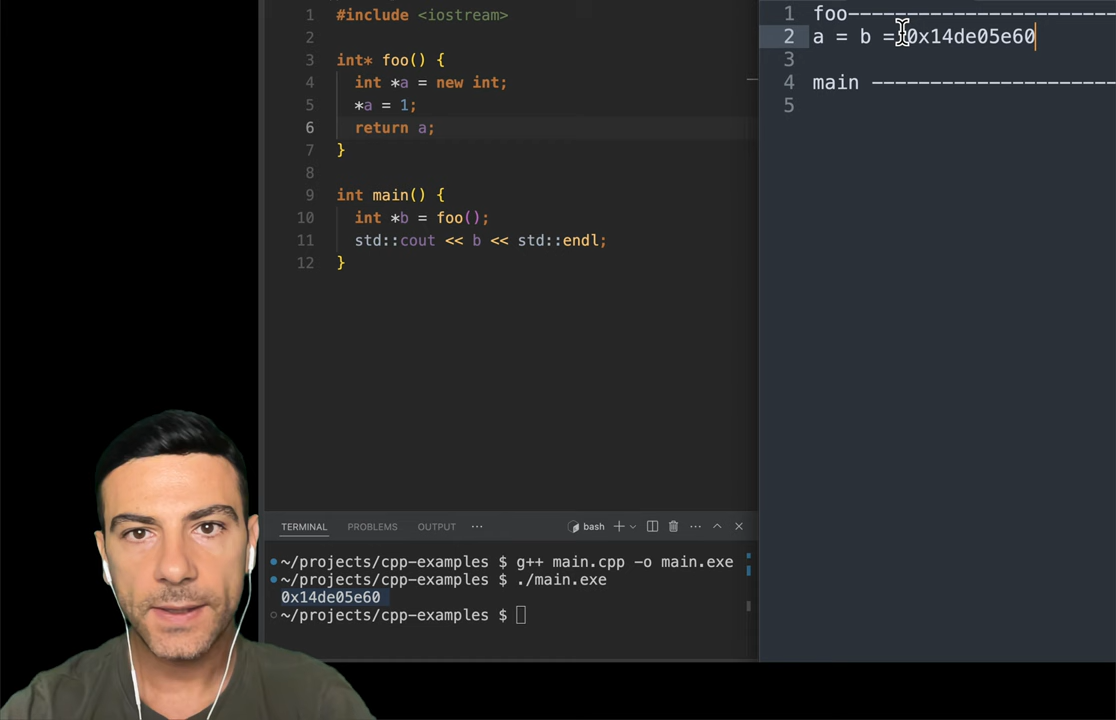 1 #include <iostream>
2
3 int* foo() {
4 int *a = new int;
5 *a = 1;
6 return a;
7 }
8
9 int main() {
10 int *b = foo();
11 std::cout << b << std::endl;
12 }
1 foo----------------------
2 a = b = 0x14de05e60
3
4 main --------------------
5
TERMINAL PROBLEMS OUTPUT ··· bash
~/projects/cpp-examples $ g++ main.cpp -o main.exe
~/projects/cpp-examples $ ./main.exe
0x14de05e60
~/projects/cpp-examples $